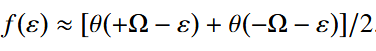 f(ε) ≈ [θ(+Ω − ε) + θ(−Ω − ε)]/2.